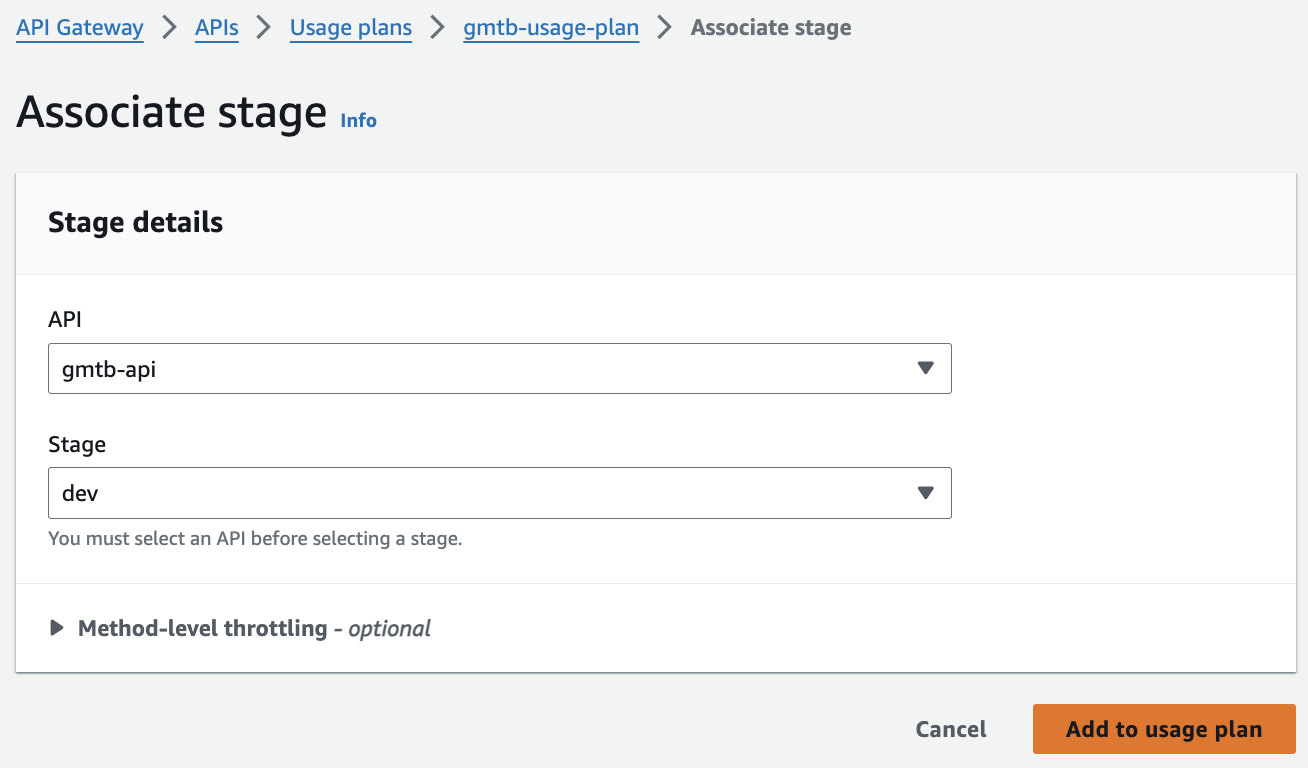 API Gateway > APIs > Usage plans > gmtb-usage-plan > Associate stage
Associate stage Info
Stage details
API
gmtb-api
Stage
dev
You must select an API before selecting a stage.
Method-level throttling - optional
Cancel Add to usage plan